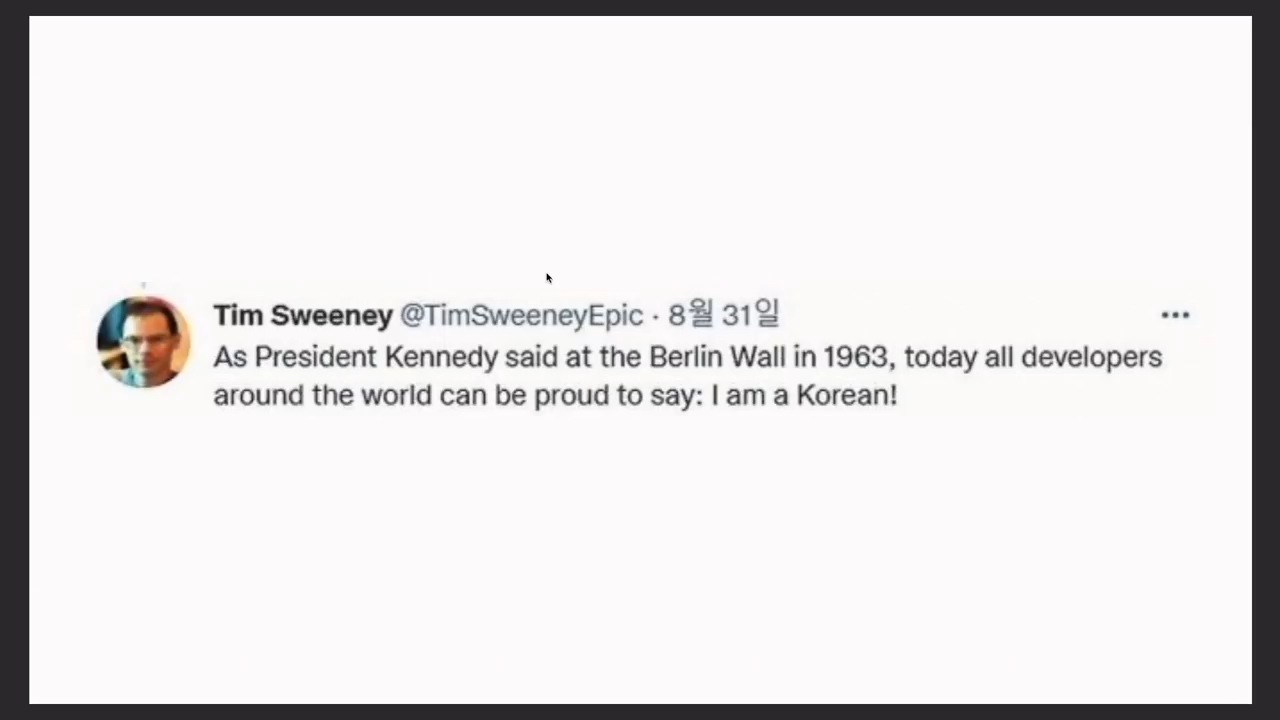 Tim Sweeney @TimSweeneyEpic · 8월 31일
As President Kennedy said at the Berlin Wall in 1963, today all developers
around the world can be proud to say: I am a Korean!